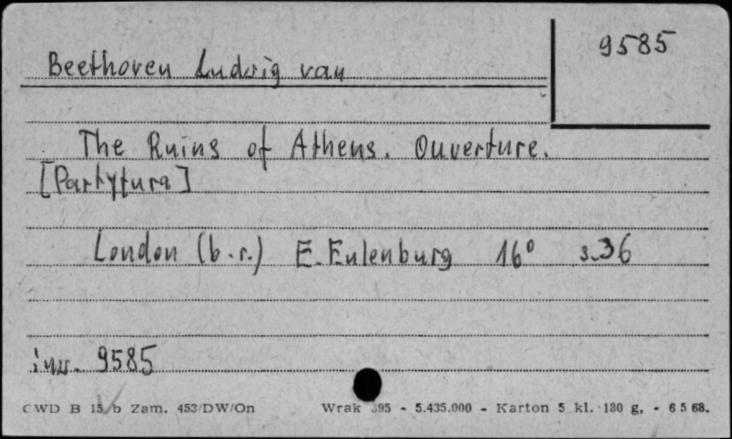 9585
Beethoven Ludwig van
The Ruins of Athens. Ouverture.
[Partytura]
London (b.r.) E. Eulenburg 16° s. 36
inw. 9585
CWD B 15/b Zam. 453/DW/On Wrak 395 - 5.435.000 - Karton 5 kl. 180 g. - 6 5 68.